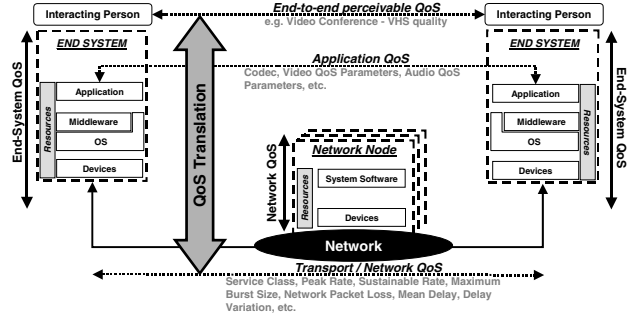 Interacting Person
End-to-end perceivable QoS
Interacting Person
e.g. Video Conference - VHS quality
END SYSTEM
END SYSTEM
Application QoS
Codec, Video QoS Parameters, Audio QoS
Parameters, etc.
End-System QoS
Resources
Application
Middleware
OS
Devices
QoS Translation
Network QoS
Network Node
Resources
System Software
Devices
Application
Middleware
OS
Devices
Resources
End-System QoS
Network
Transport / Network QoS
Service Class, Peak Rate, Sustainable Rate, Maximum
Burst Size, Network Packet Loss, Mean Delay, Delay
Variation, etc.